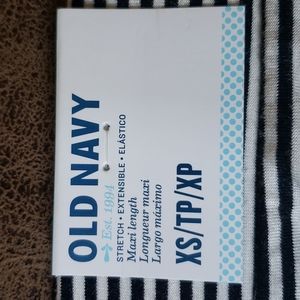 OLD NAVY
Est. 1994
STRETCH • EXTENSIBLE • ELÁSTICO
Maxi length
Longueur maxi
Largo máximo
XS/TP/XP